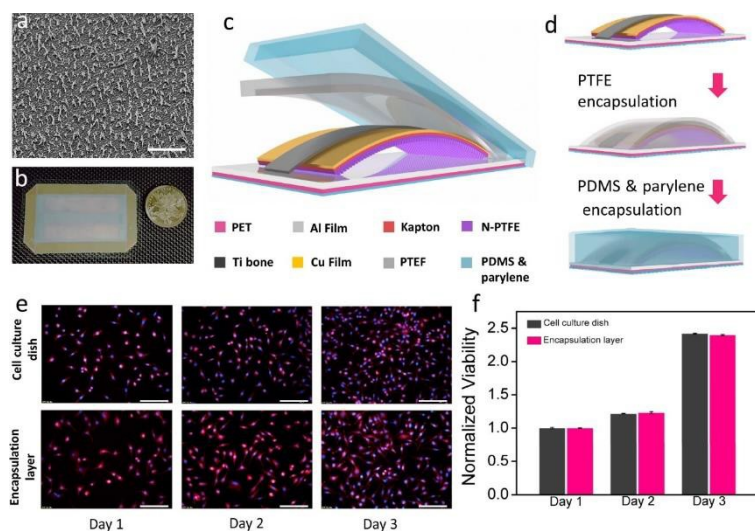 a
b
c
PET
Al Film
Kapton
N-PTFE
Ti bone
Cu Film
PTEF
PDMS &
parylene
d
PTFE
encapsulation
PDMS & parylene
encapsulation
e
Cell culture
dish
Encapsulation
layer
Day 1
Day 2
Day 3
f
Normalized Viability
2.5
2.0
1.5
1.0
0.5
0.0
Cell culture dish
Encapsulation layer
Day 1
Day 2
Day 3